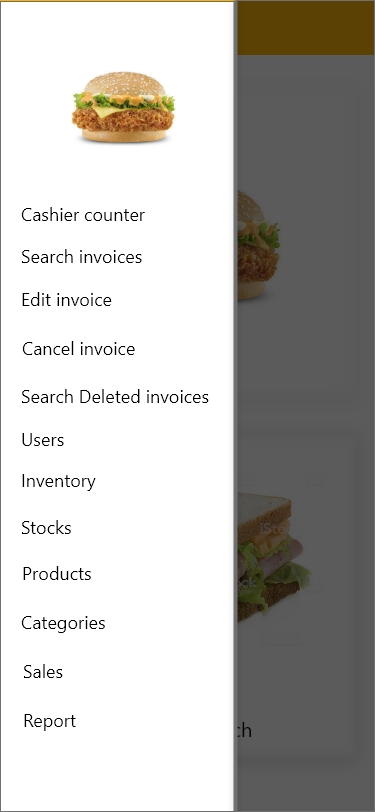 Cashier counter
Search invoices
Edit invoice
Cancel invoice
Search Deleted invoices
Users
Inventory
Stocks
Products
Categories
Sales
Report